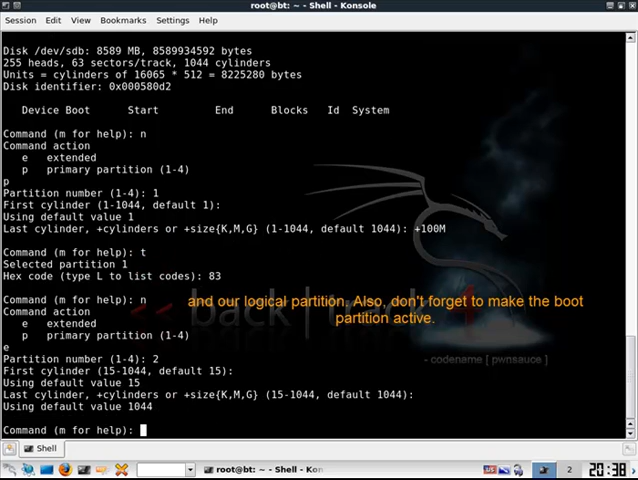 root@bt: ~ - Shell - Konsole
Session Edit View Bookmarks Settings Help
Disk /dev/sdb: 8589 MB, 8589934592 bytes
255 heads, 63 sectors/track, 1044 cylinders
Units = cylinders of 16065 * 512 = 8225280 bytes
Disk identifier: 0x000580d2
Device Boot Start End Blocks Id System
Command (m for help): n
Command action
e extended
p primary partition (1-4)
p
Partition number (1-4): 1
First cylinder (1-1044, default 1):
Using default value 1
Last cylinder, +cylinders or +size{K,M,G} (1-1044, default 1044): +100M
Command (m for help): t
Selected partition 1
Hex code (type L to list codes): 83
Command (m for help): n
and our logical partition. Also, don't forget to make the boot
partition active.
Command action
e extended
p primary partition (1-4)
<< back | track 4
e
Partition number (1-4): 2
- codename [ pwnsauce ]
First cylinder (15-1044, default 15):
Using default value 15
Last cylinder, +cylinders or +size{K,M,G} (15-1044, default 1044):
Using default value 1044
Command (m for help):
Shell
root@bt: ~ - Shell - Kon
US
2
20:38